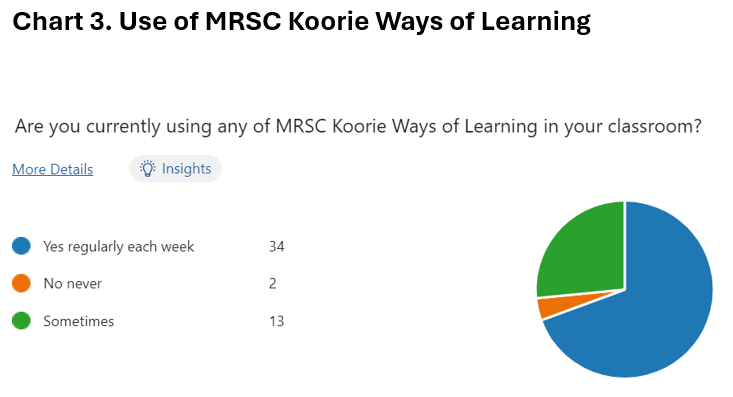 Chart 3. Use of MRSC Koorie Ways of Learning
Are you currently using any of MRSC Koorie Ways of Learning in your classroom?
More Details Insights
Yes regularly each week 34
No never 2
Sometimes 13